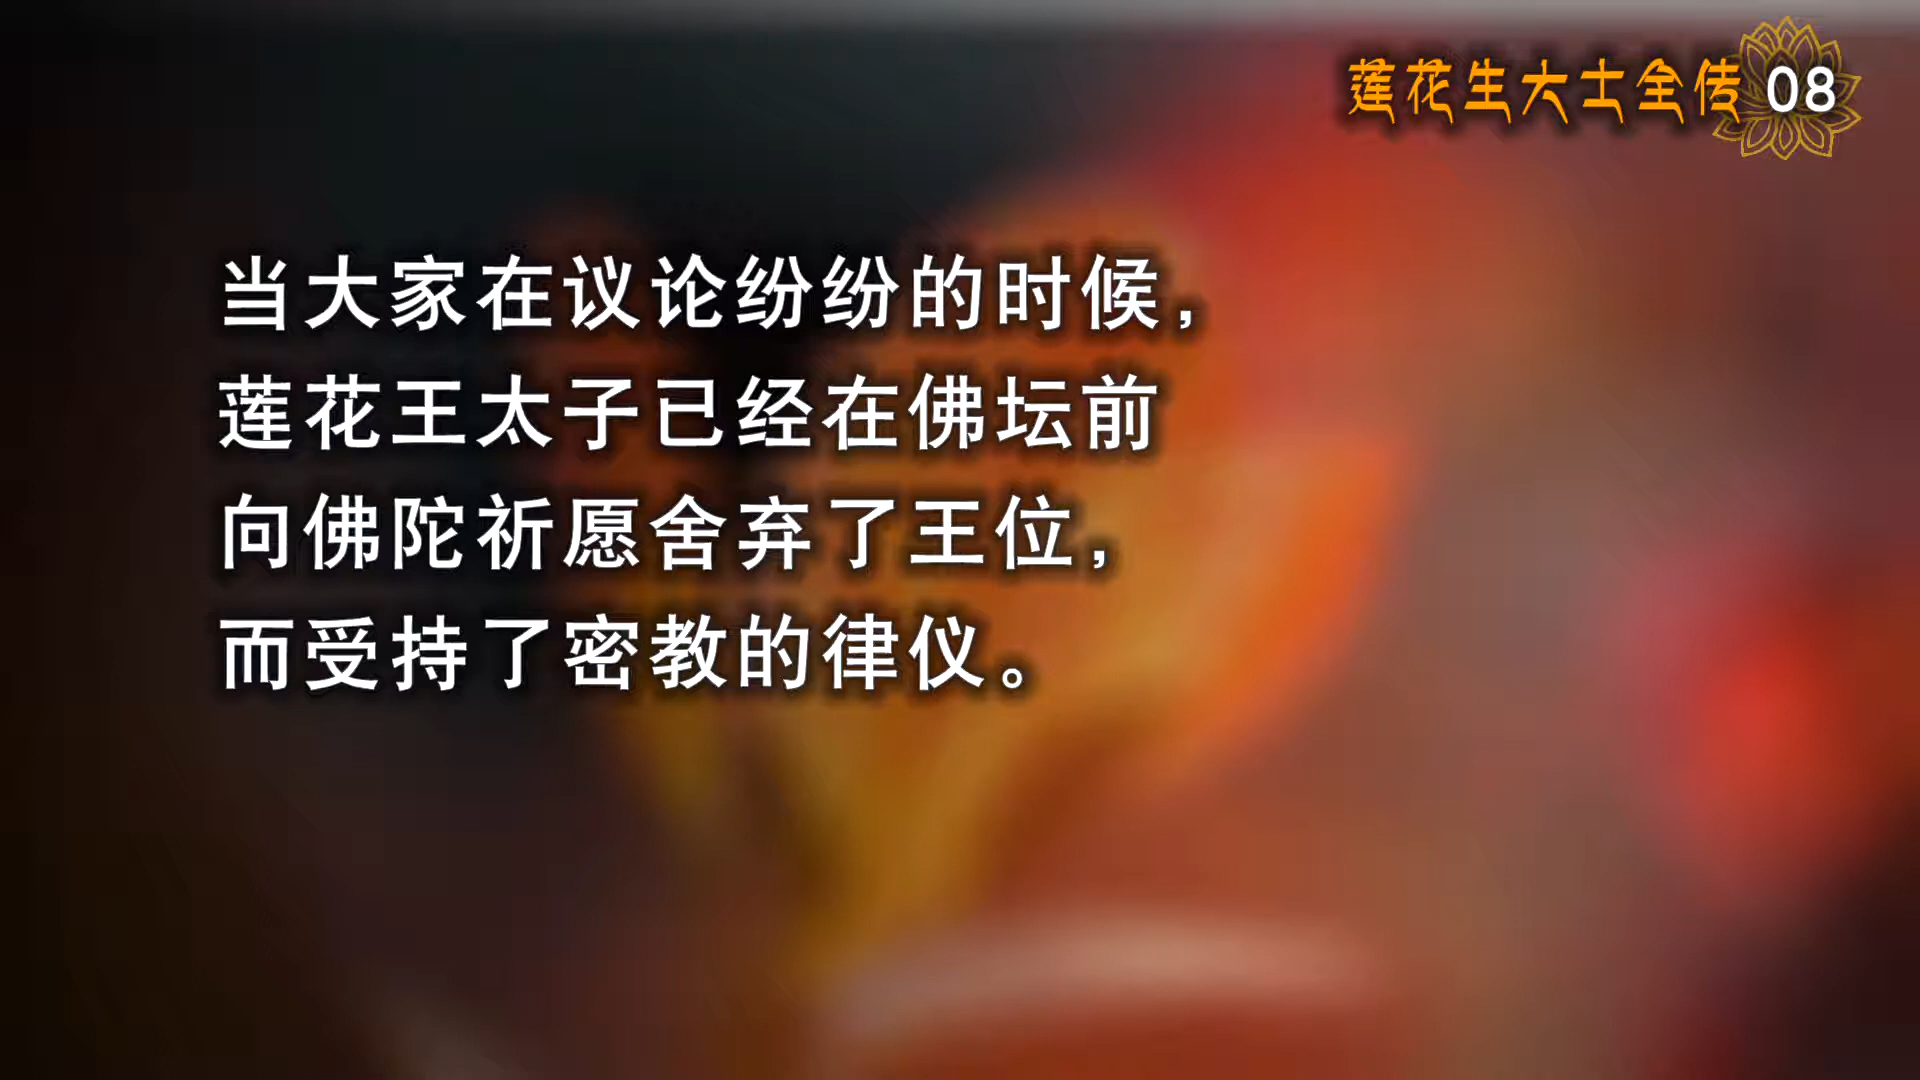 莲花生大士全传 08
当大家在议论纷纷的时候，
莲花王太子已经在佛坛前
向佛陀祈愿舍弃了王位，
而受持了密教的律仪。